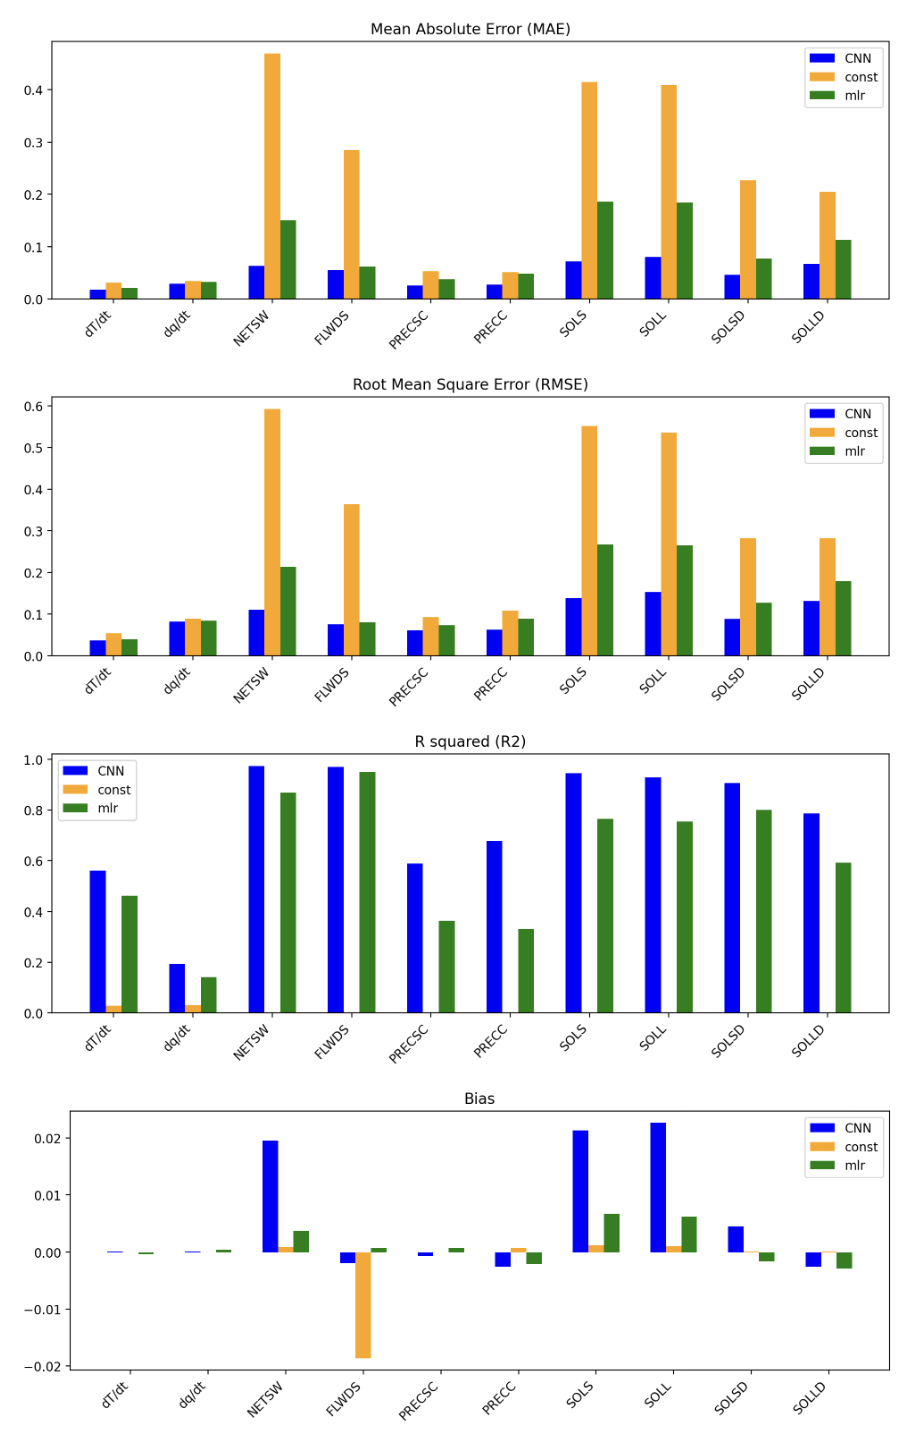 Mean Absolute Error (MAE)
CNN
const
mlr
0.4
0.3
0.2
0.1
0.0
dT/dt dq/dt NETSW FLWDS PRECSC PRECC SOLS SOLL SOLSD SOLLD
Root Mean Square Error (RMSE)
CNN
const
mlr
0.6
0.5
0.4
0.3
0.2
0.1
0.0
dT/dt dq/dt NETSW FLWDS PRECSC PRECC SOLS SOLL SOLSD SOLLD
R squared (R2)
CNN
const
mlr
1.0
0.8
0.6
0.4
0.2
0.0
dT/dt dq/dt NETSW FLWDS PRECSC PRECC SOLS SOLL SOLSD SOLLD
Bias
CNN
const
mlr
0.02
0.01
0.00
−0.01
−0.02
dT/dt dq/dt NETSW FLWDS PRECSC PRECC SOLS SOLL SOLSD SOLLD